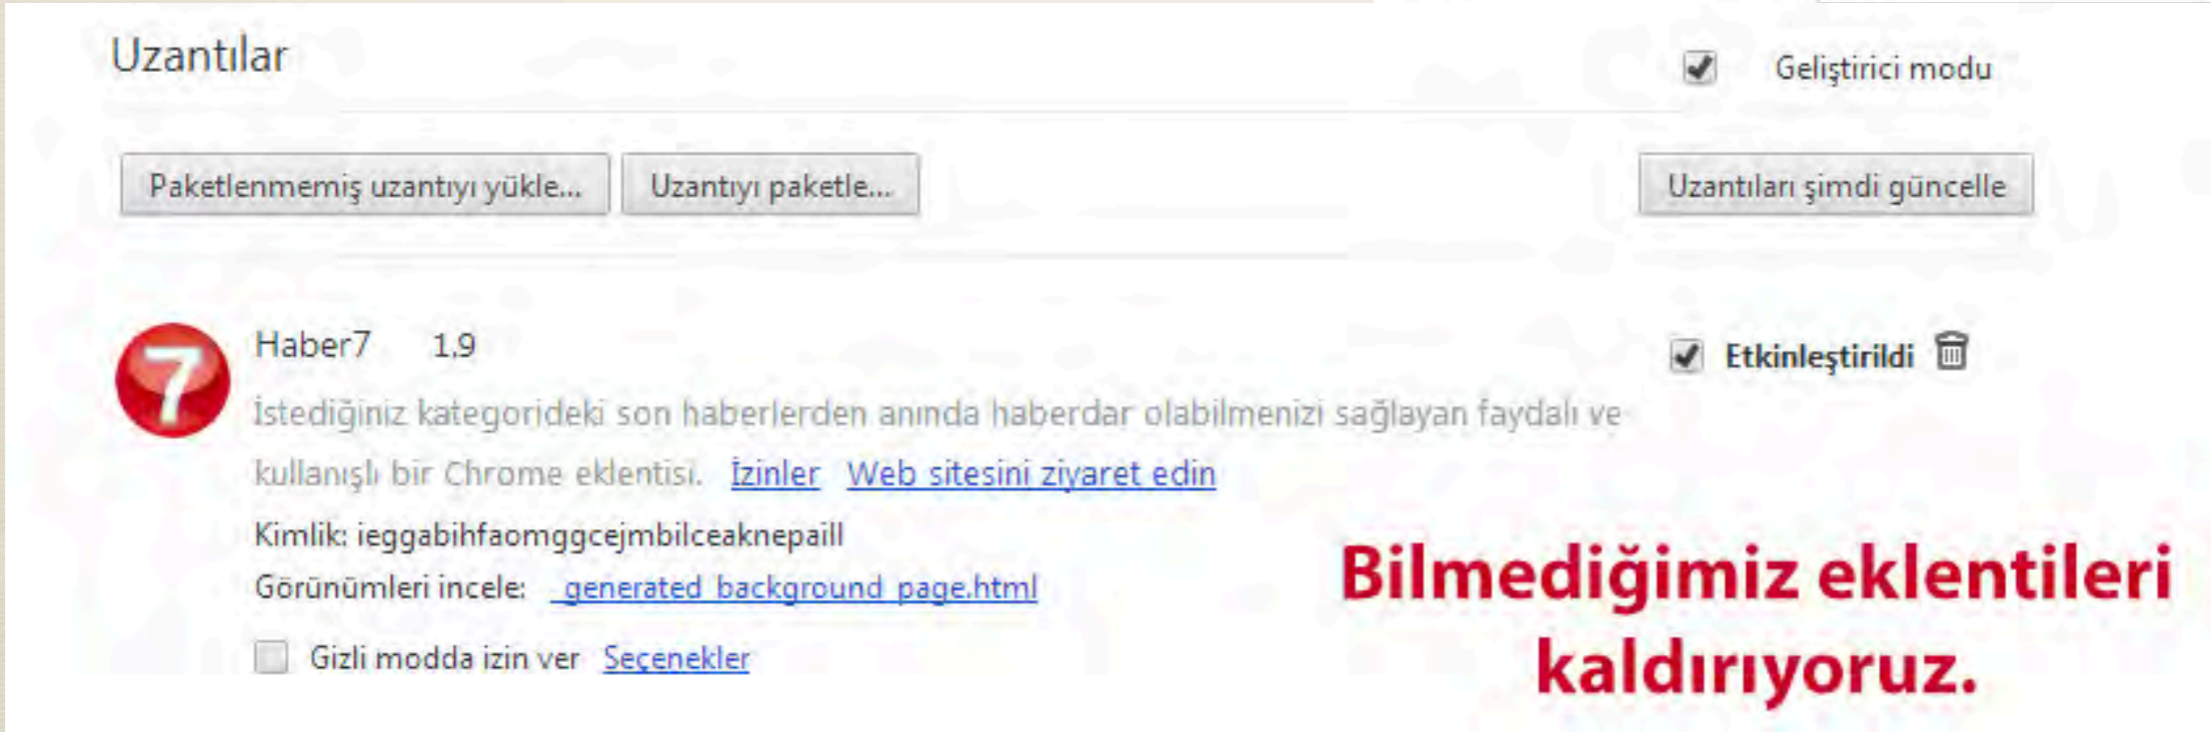 Uzantılar
Geliştirici modu
Paketlenmemiş uzantıyı yükle... Uzantıyı paketle... Uzantıları şimdi güncelle
7
Haber7 1.9
Etkinleştirildi
İstediğiniz kategorideki son haberlerden anında haberdar olabilmenizi sağlayan faydalı ve
kullanışlı bir Chrome eklentisi. İzinler Web sitesini ziyaret edin
Kimlik: ieggabihfaomggcejmbilceaknepaill
Görünümleri incele: _generated_background_page.html
Gizli modda izin ver Seçenekler
Bilmediğimiz eklentileri
kaldırıyoruz.